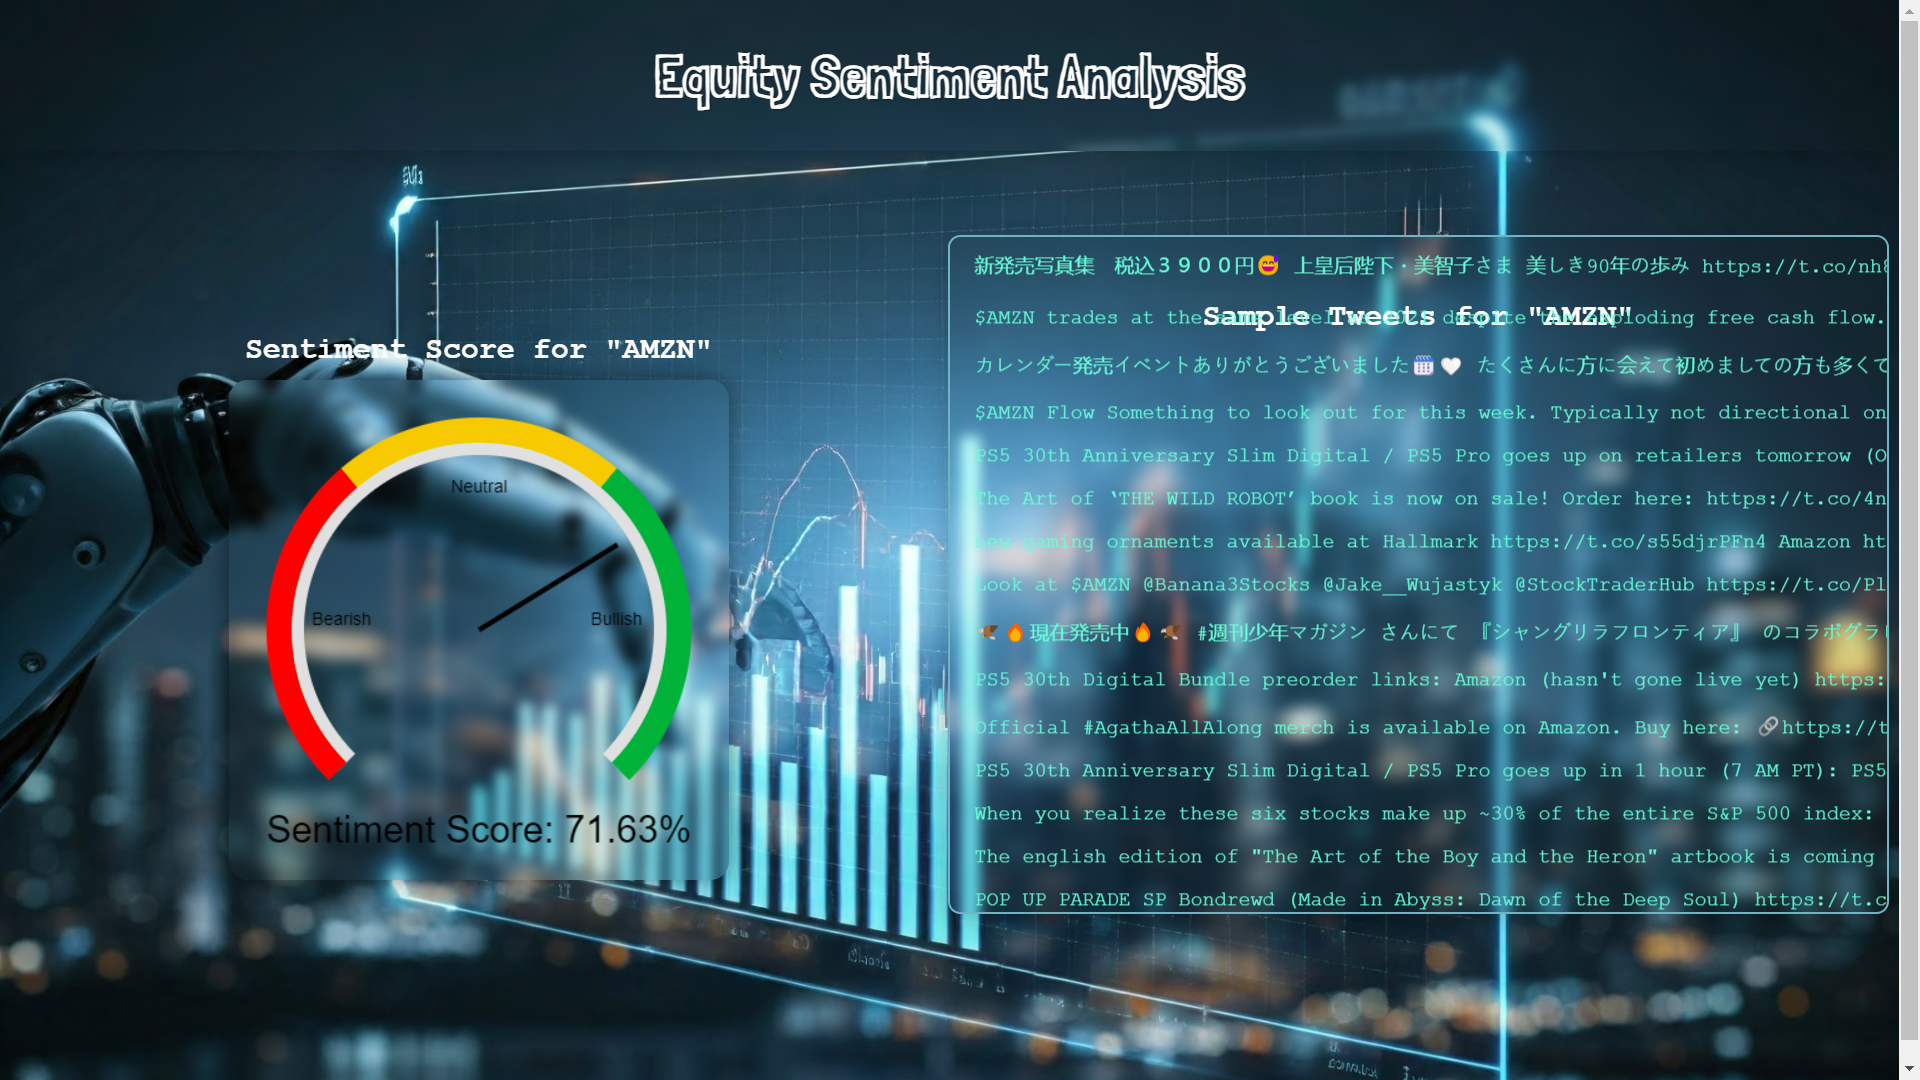 Equity Sentiment Analysis
Sentiment Score for "AMZN"
Neutral
Bearish
Bullish
Sentiment Score: 71.63%
Sample Tweets for "AMZN"
新発売写真集 税込３９００円😅 上皇后陛下・美智子さま 美しき90年の歩み https://t.co/nh
$AMZN trades at the same level as 2021 despite the exploding free cash flow.
カレンダー発売イベントありがとうございました🗓️🤍 たくさんに方に会えて初めましての方も多くて
$AMZN Flow Something to look out for this week. Typically not directional on
PS5 30th Anniversary Slim Digital / PS5 Pro goes up on retailers tomorrow (O
The Art of ‘THE WILD ROBOT’ book is now on sale! Order here: https://t.co/4n
new gaming ornaments available at Hallmark https://t.co/s55djrPFn4 Amazon ht
Look at $AMZN @Banana3Stocks @Jake__Wujastyk @StockTraderHub https://t.co/Pl
🔥現在発売中🔥 #週刊少年マガジン さんにて 『シャングリラフロンティア』 のコラボグラ
PS5 30th Digital Bundle preorder links: Amazon (hasn't gone live yet) https:
Official #AgathaAllAlong merch is available on Amazon. Buy here: 🔗https://t
PS5 30th Anniversary Slim Digital / PS5 Pro goes up in 1 hour (7 AM PT): PS5
When you realize these six stocks make up ~30% of the entire S&P 500 index:
The english edition of "The Art of the Boy and the Heron" artbook is coming
POP UP PARADE SP Bondrewd (Made in Abyss: Dawn of the Deep Soul) https://t.c